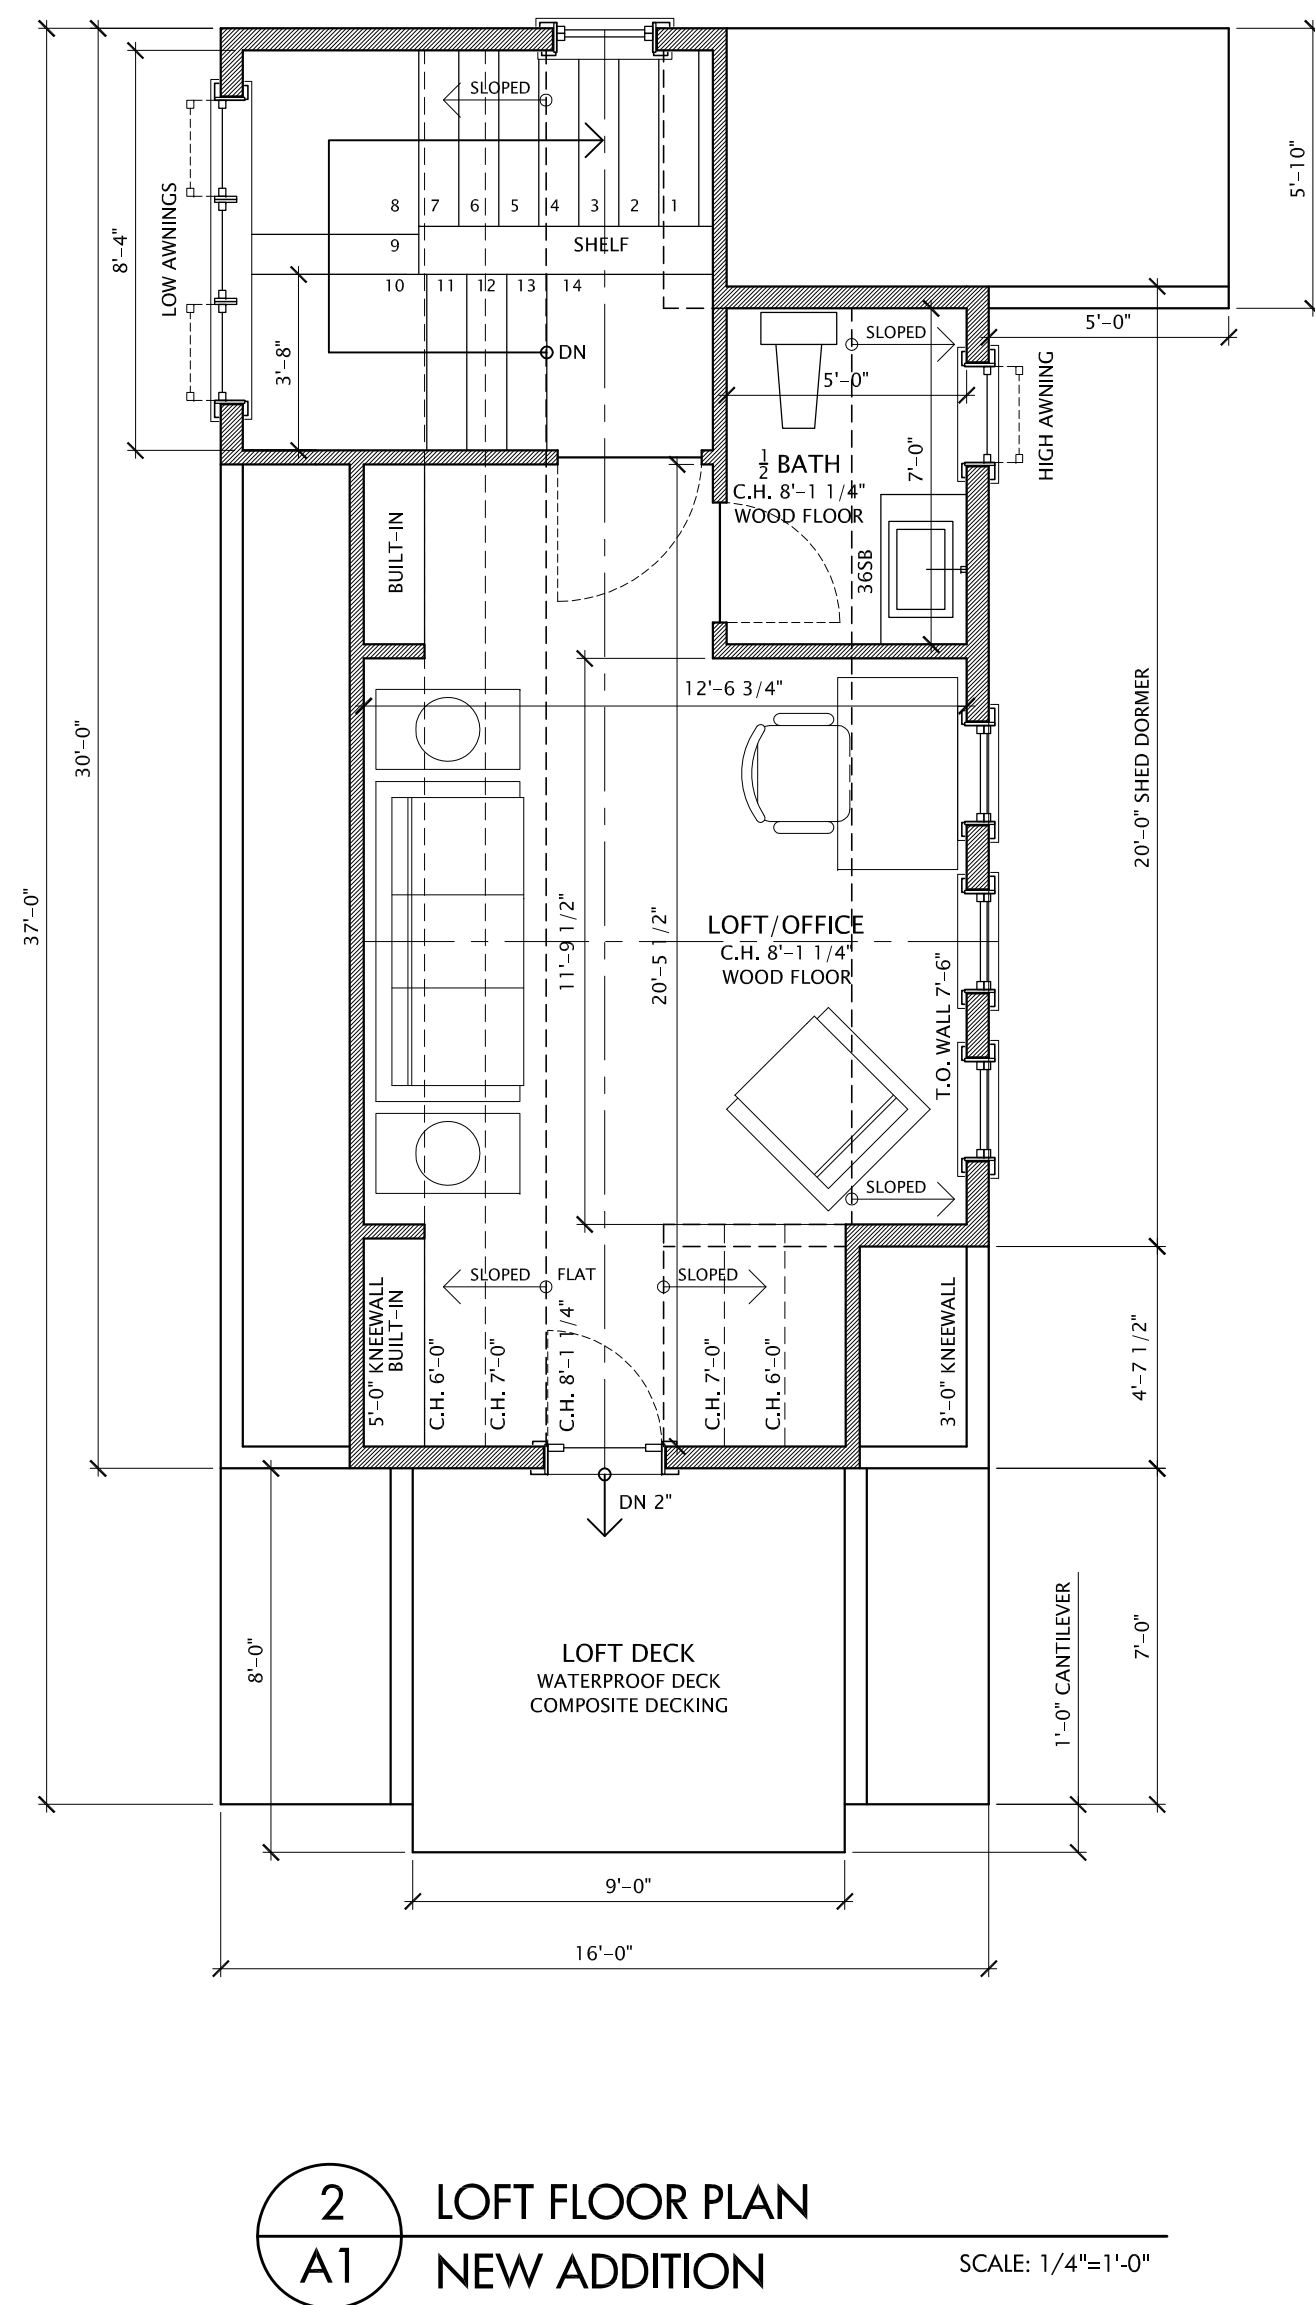 SLOPED
5'-10"
LOW AWNINGS
8'-4"
8
7
6
5
4
3
2
1
9
SHELF
10
11
12
13
14
3'-8"
DN
SLOPED
5'-0"
5'-0"
HIGH AWNING
7'-0"
1/2 BATH
C.H. 8'-1 1/4"
WOOD FLOOR
BUILT-IN
36SB
12'-6 3/4"
30'-0"
20'-0" SHED DORMER
37'-0"
11'-9 1/2"
20'-5 1/2"
LOFT/OFFICE
C.H. 8'-1 1/4"
WOOD FLOOR
T.O. WALL 7'-6"
SLOPED
SLOPED
FLAT
SLOPED
5'-0" KNEEWALL
BUILT-IN
C.H. 6'-0"
C.H. 7'-0"
C.H. 8'-1 1/4"
C.H. 7'-0"
C.H. 6'-0"
3'-0" KNEEWALL
4'-7 1/2"
DN 2"
8'-0"
LOFT DECK
WATERPROOF DECK
COMPOSITE DECKING
1'-0" CANTILEVER
7'-0"
9'-0"
16'-0"
2
LOFT FLOOR PLAN
A1
NEW ADDITION
SCALE: 1/4"=1'-0"